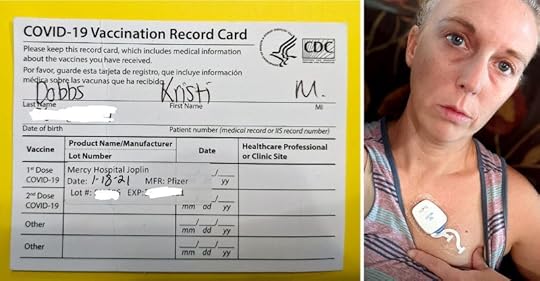 COVID-19 Vaccination Record Card
Please keep this record card, which includes medical information
about the vaccines you have received.
Por favor, guarde esta tarjeta de registro, que incluye información
médica sobre las vacunas que ha recibido.
CDC
Dobbs Kristi M.
Last Name First Name MI
Date of birth Patient number (medical record or IIS record number)
Vaccine Product Name/Manufacturer Date Healthcare Professional
Lot Number or Clinic Site
1st Dose Mercy Hospital Joplin
COVID-19 Date: 1-18-21 MFR: Pfizer yy
2nd Dose Lot #: EXP:
COVID-19 mm dd yy
Other
mm dd yy
Other
mm dd yy